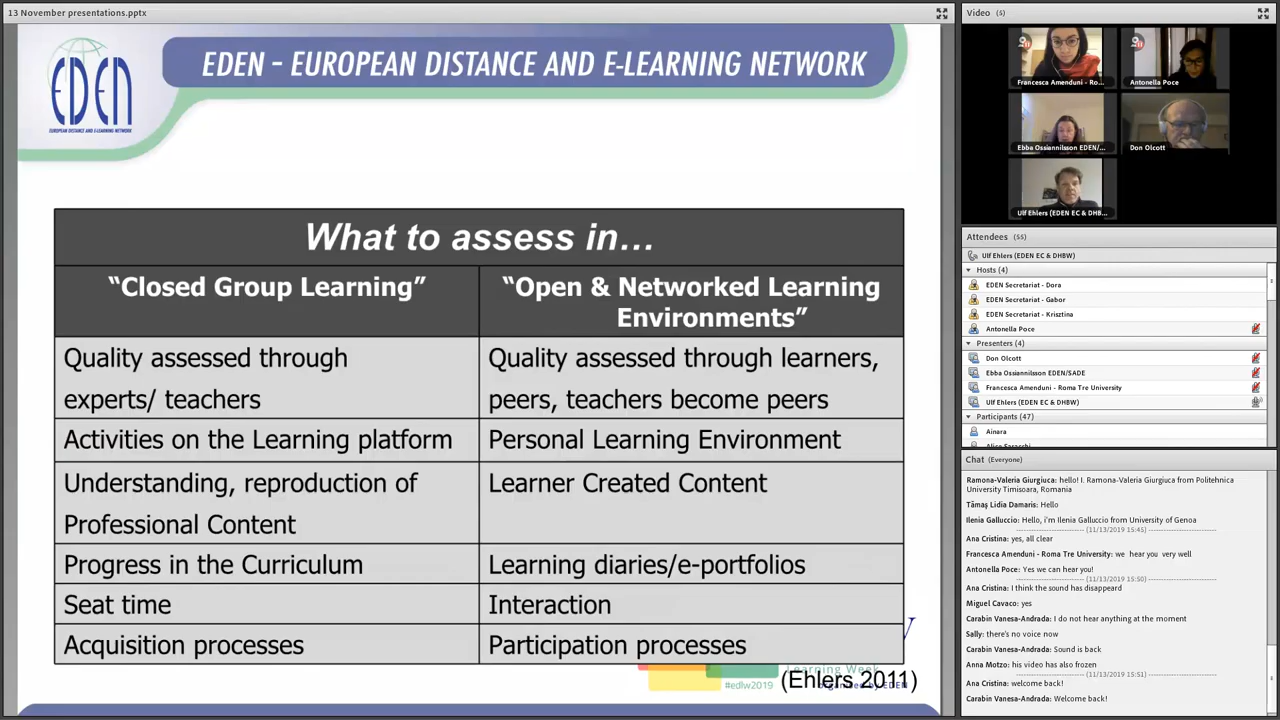 13 November presentations.pptx
EDEN
EUROPEAN DISTANCE AND E-LEARNING NETWORK
EDEN - EUROPEAN DISTANCE AND E-LEARNING NETWORK
What to assess in…
“Closed Group Learning”
“Open & Networked Learning
Environments”
Quality assessed through
experts/ teachers
Quality assessed through learners,
peers, teachers become peers
Activities on the Learning platform
Personal Learning Environment
Understanding, reproduction of
Professional Content
Learner Created Content
Progress in the Curriculum
Learning diaries/e-portfolios
Seat time
Interaction
Acquisition processes
Participation processes
Learning Week
#edlw2019
(Ehlers 2011)
Video (5)
Francesca Amenduni - Ro...
Antonella Poce
Ebba Ossiannilsson EDEN/...
Don Olcott
Ulf Ehlers (EDEN EC & DHB...
Attendees (55)
Ulf Ehlers (EDEN EC & DHBW)
Hosts (4)
EDEN Secretariat - Dora
EDEN Secretariat - Gabor
EDEN Secretariat - Krisztina
Antonella Poce
Presenters (4)
Don Olcott
Ebba Ossiannilsson EDEN/SADE
Francesca Amenduni - Roma Tre University
Ulf Ehlers (EDEN EC & DHBW)
Participants (47)
Ainara
Chat (Everyone)
Ramona-Valeria Giurgiuca: hello! I. Ramona-Valeria Giurgiuca from Politehnica
University Timisoara, Romania
Tămaş Lidia Damaris: Hello
Ilenia Galluccio: Hello, i'm Ilenia Galluccio from University of Genoa
(11/13/2019 15:45)
Ana Cristina: yes, all clear
Francesca Amenduni - Roma Tre University: we hear you very well
Antonella Poce: Yes we can hear you!
(11/13/2019 15:50)
Ana Cristina: I think the sound has disappeard
Miguel Cavaco: yes
Carabin Vanesa-Andrada: I do not hear anything at the moment
Sally: there's no voice now
Carabin Vanesa-Andrada: Sound is back
Anna Motzo: his video has also frozen
(11/13/2019 15:51)
Ana Cristina: welcome back!
Carabin Vanesa-Andrada: Welcome back!